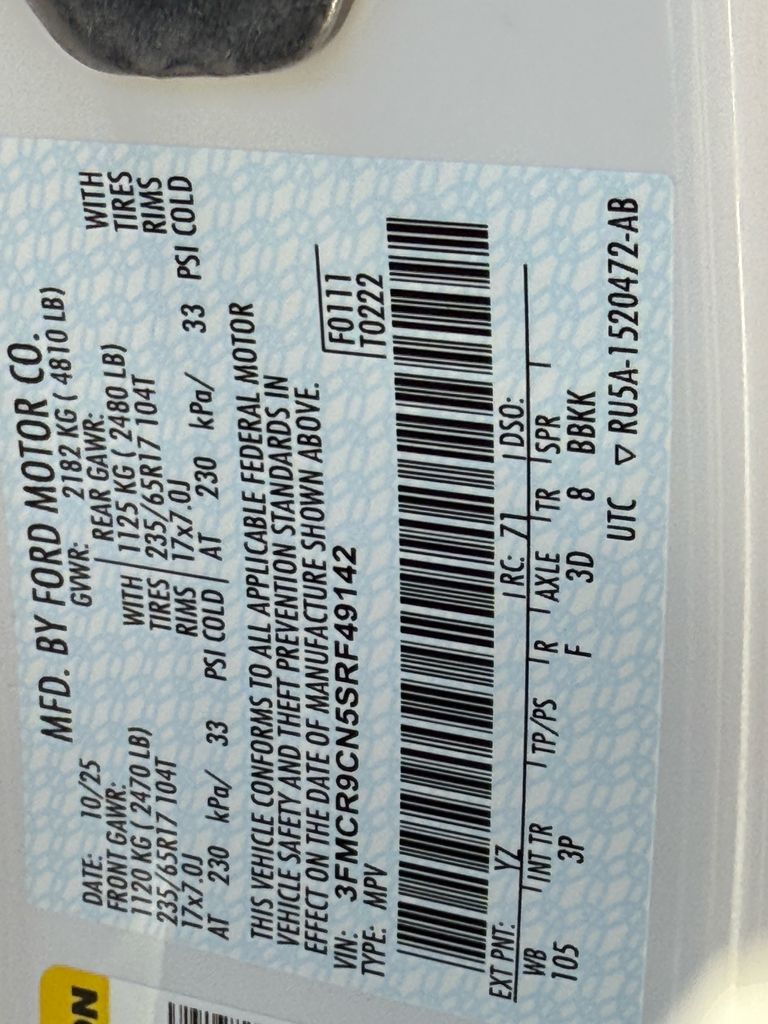 MFD. BY FORD MOTOR CO.
DATE: 10/25 GVWR: 2182 KG ( 4810 LB)
FRONT GAWR: REAR GAWR:
1120 KG ( 2470 LB) WITH 1125 KG ( 2480 LB) WITH
235/65R17 104T TIRES 235/65R17 104T TIRES
17x7.0J RIMS 17x7.0J RIMS
AT 230 kPa/ 33 PSI COLD AT 230 kPa/ 33 PSI COLD
THIS VEHICLE CONFORMS TO ALL APPLICABLE FEDERAL MOTOR
VEHICLE SAFETY AND THEFT PREVENTION STANDARDS IN
EFFECT ON THE DATE OF MANUFACTURE SHOWN ABOVE.
VIN: 3FMCR9CN5SRF49142 F0111
TYPE: MPV T0222
EXT PNT: YZ RC: 71 DSO:
WB INT TR TP/PS R AXLE TR SPR
105 3P F 3D 8 BBKK
UTC ▽ RU5A-1520472-AB